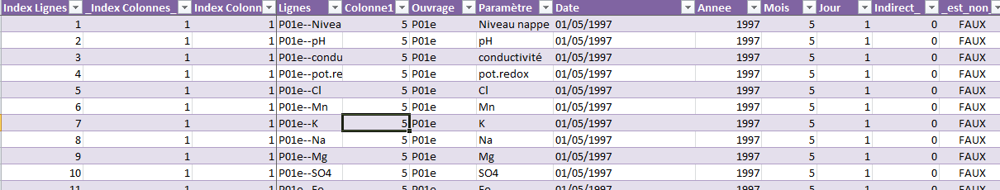 Index Lignes _Index Colonnes_ Index Colonn Lignes Colonne1 Ouvrage Paramètre Date Annee Mois Jour Indirect_ _est_non_
1 1 1 P01e--Nivea 5 P01e Niveau nappe 01/05/1997 1997 5 1 0 FAUX
2 1 1 P01e--pH 5 P01e pH 01/05/1997 1997 5 1 0 FAUX
3 1 1 P01e--condu 5 P01e conductivité 01/05/1997 1997 5 1 0 FAUX
4 1 1 P01e--pot.re 5 P01e pot.redox 01/05/1997 1997 5 1 0 FAUX
5 1 1 P01e--Cl 5 P01e Cl 01/05/1997 1997 5 1 0 FAUX
6 1 1 P01e--Mn 5 P01e Mn 01/05/1997 1997 5 1 0 FAUX
7 1 1 P01e--K 5 P01e K 01/05/1997 1997 5 1 0 FAUX
8 1 1 P01e--Na 5 P01e Na 01/05/1997 1997 5 1 0 FAUX
9 1 1 P01e--Mg 5 P01e Mg 01/05/1997 1997 5 1 0 FAUX
10 1 1 P01e--SO4 5 P01e SO4 01/05/1997 1997 5 1 0 FAUX
11 1 1 P01e--Fe 5 P01e Fe 01/05/1997 1997 5 1 0 FAUX